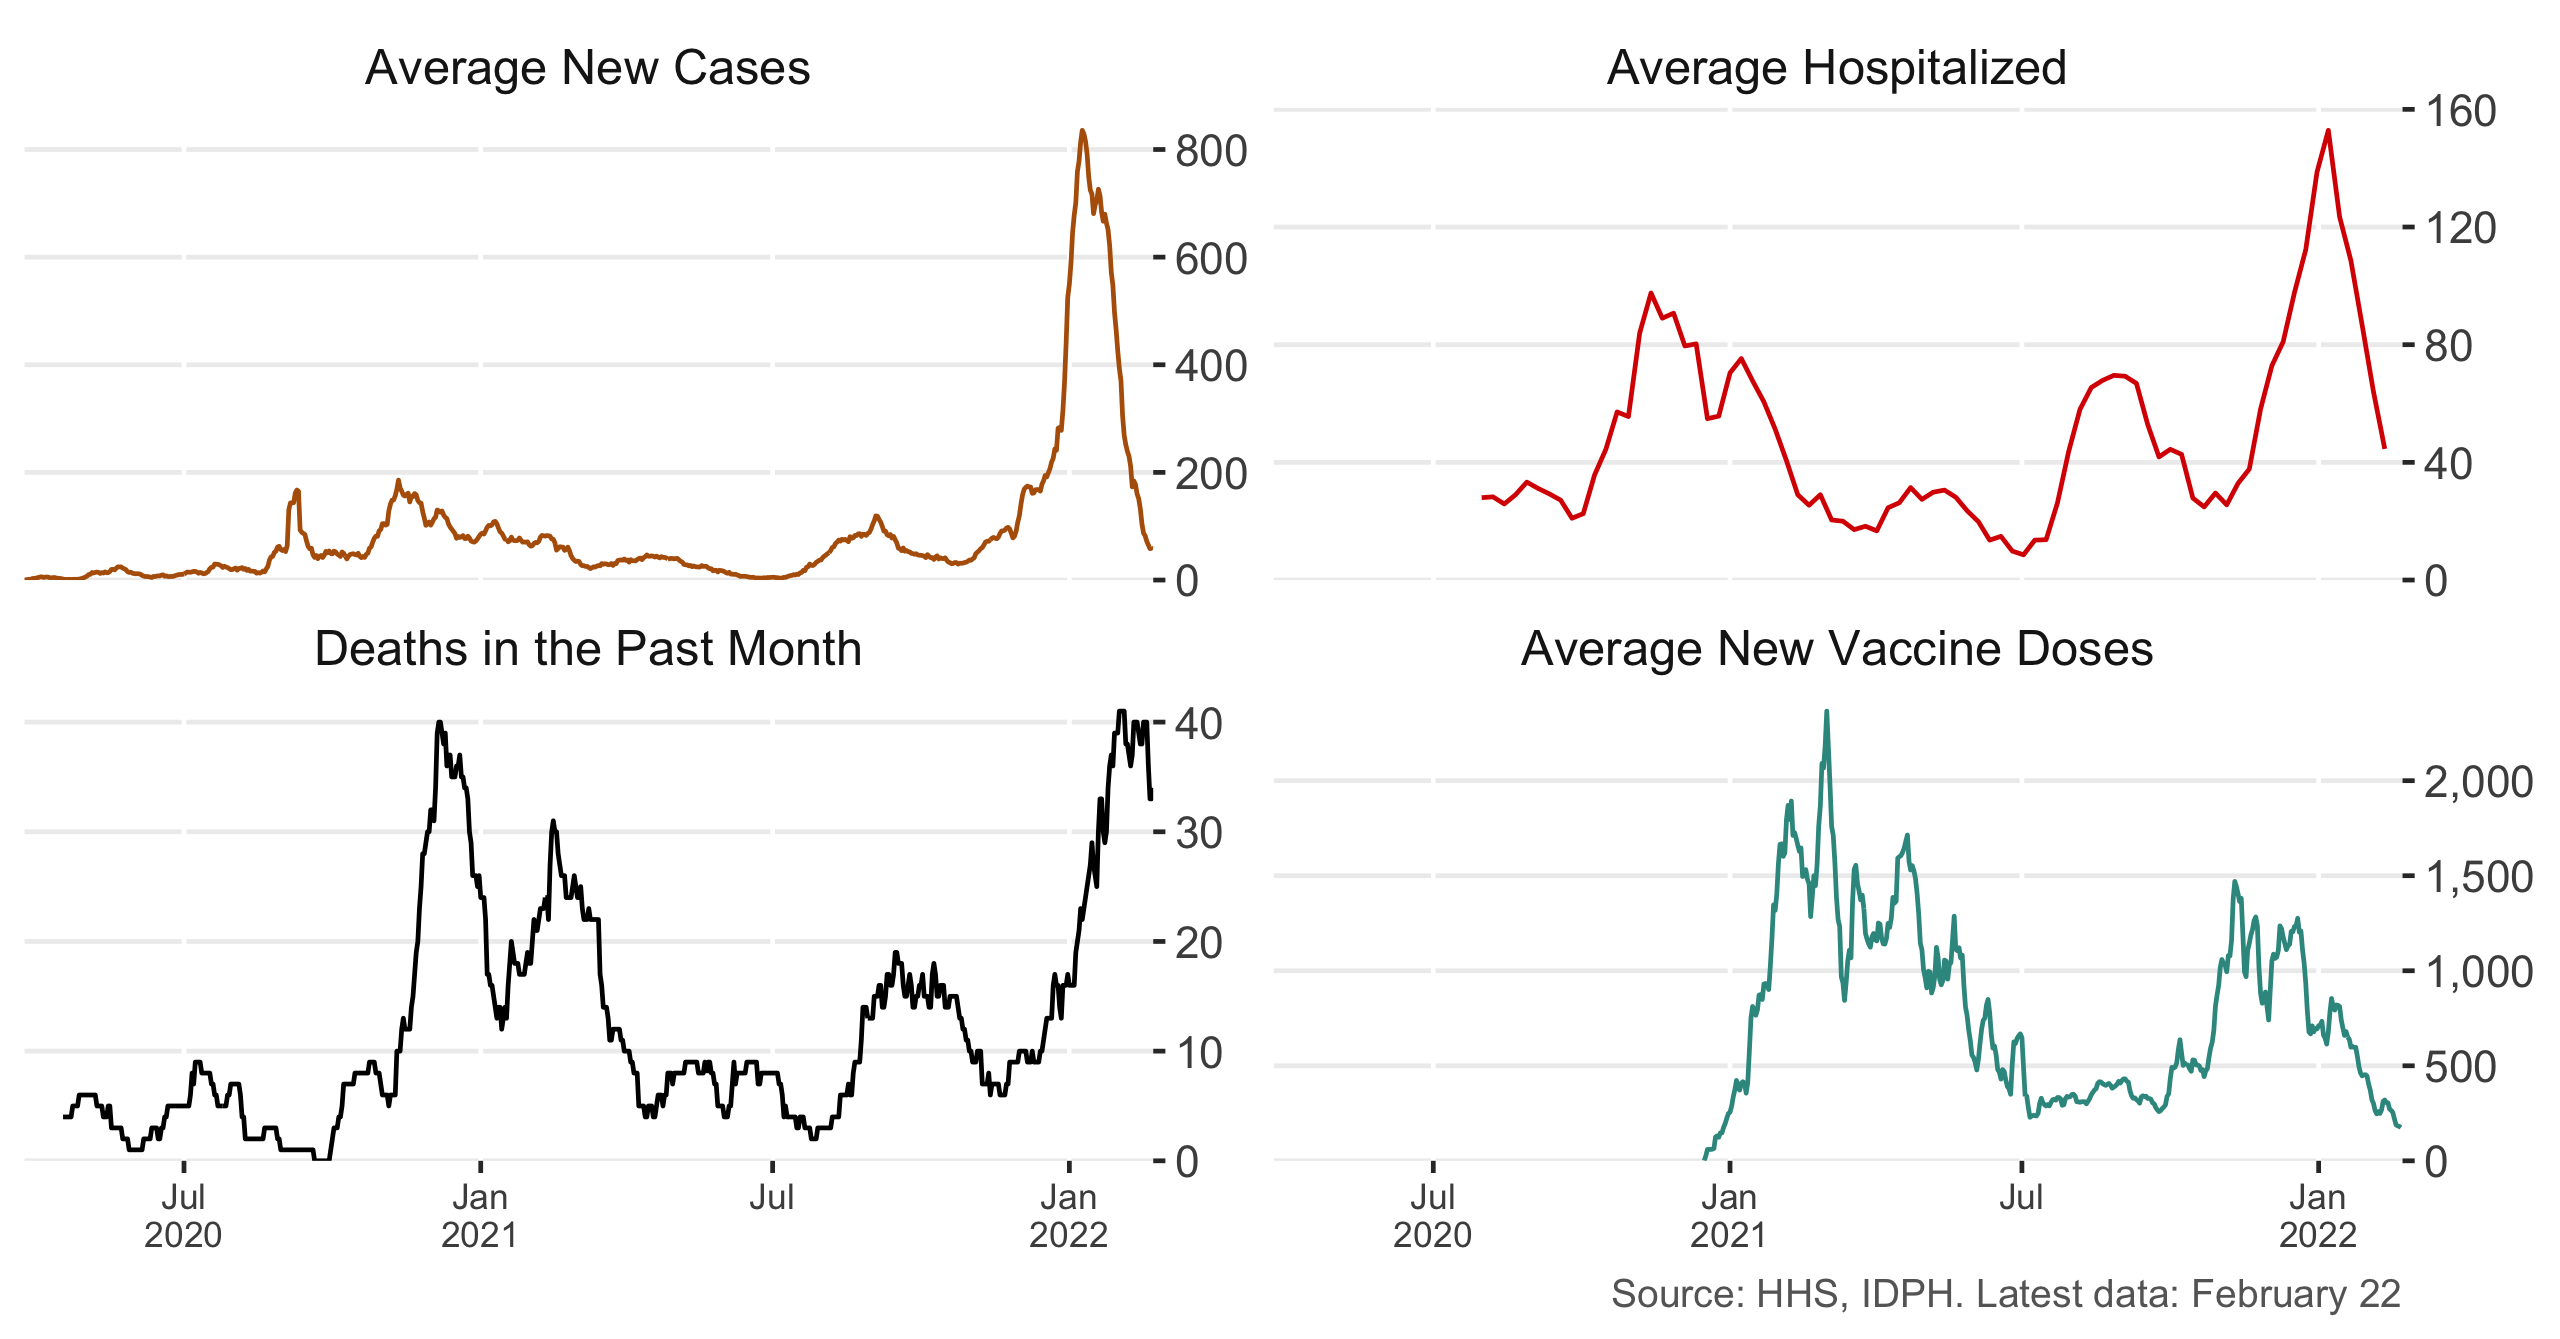 Average New Cases
800
600
400
200
0
Average Hospitalized
160
120
80
40
0
Deaths in the Past Month
40
30
20
10
0
Jul
2020
Jan
2021
Jul
Jan
2022
Average New Vaccine Doses
2,000
1,500
1,000
500
0
Jul
2020
Jan
2021
Jul
Jan
2022
Source: HHS, IDPH. Latest data: February 22